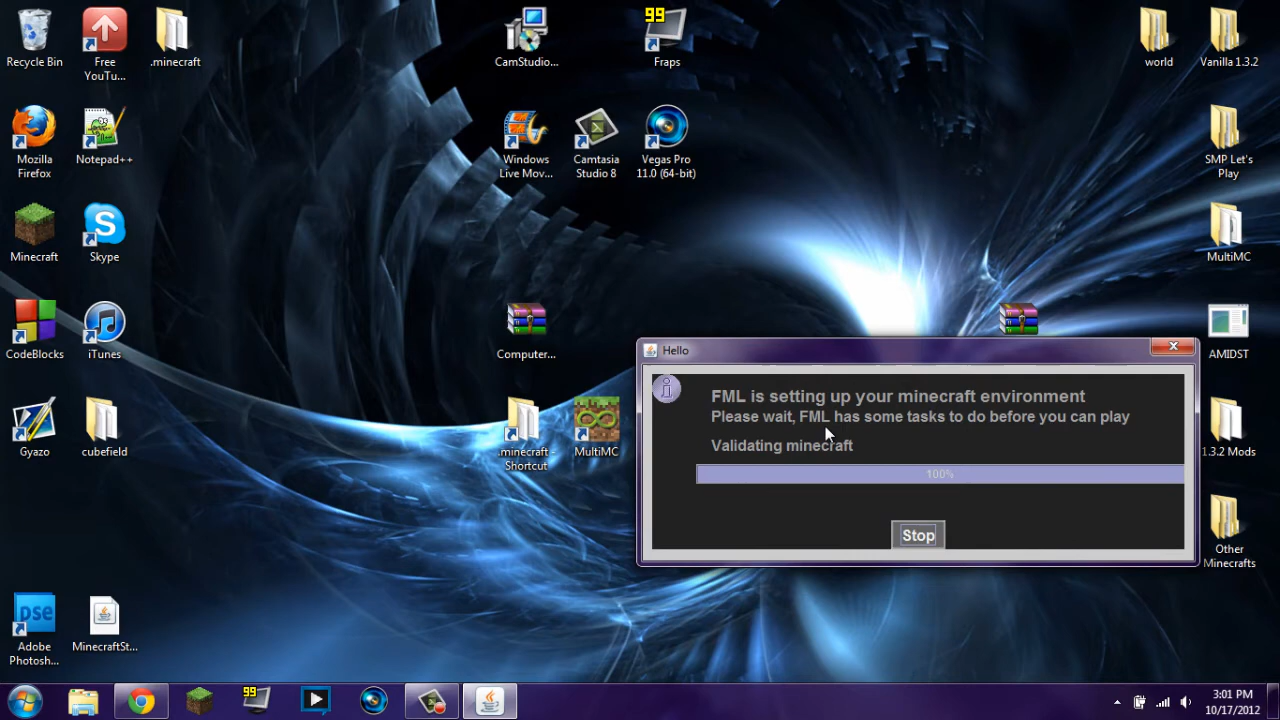 Recycle Bin
Free
YouTu...
.minecraft
CamStudio...
99
Fraps
world
Vanilla 1.3.2
Mozilla
Firefox
Notepad++
Windows
Live Mov...
Camtasia
Studio 8
Vegas Pro
11.0 (64-bit)
SMP Let's
Play
Minecraft
Skype
MultiMC
CodeBlocks
iTunes
Computer...
AMIDST
Gyazo
cubefield
.minecraft -
Shortcut
MultiMC
1.3.2 Mods
Hello
FML is setting up your minecraft environment
Please wait, FML has some tasks to do before you can play
Validating minecraft
100%
Stop
Other
Minecrafts
pse
Adobe
Photosh...
MinecraftSt...
99
3:01 PM
10/17/2012